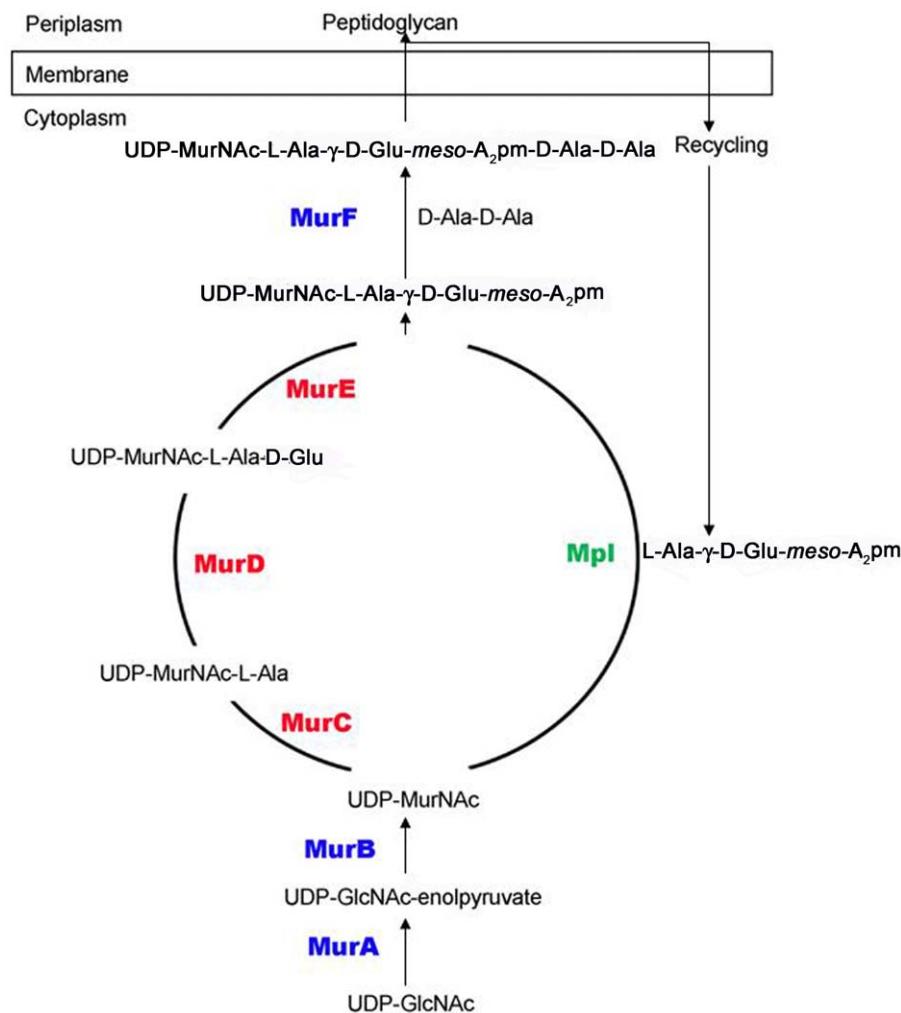 Periplasm
Peptidoglycan
Membrane
Cytoplasm
UDP-MurNAc-L-Ala-γ-D-Glu-meso-A₂pm-D-Ala-D-Ala
Recycling
MurF
D-Ala-D-Ala
UDP-MurNAc-L-Ala-γ-D-Glu-meso-A₂pm
MurE
UDP-MurNAc-L-Ala-D-Glu
MurD
Mpl
L-Ala-γ-D-Glu-meso-A₂pm
UDP-MurNAc-L-Ala
MurC
UDP-MurNAc
MurB
UDP-GlcNAc-enolpyruvate
MurA
UDP-GlcNAc